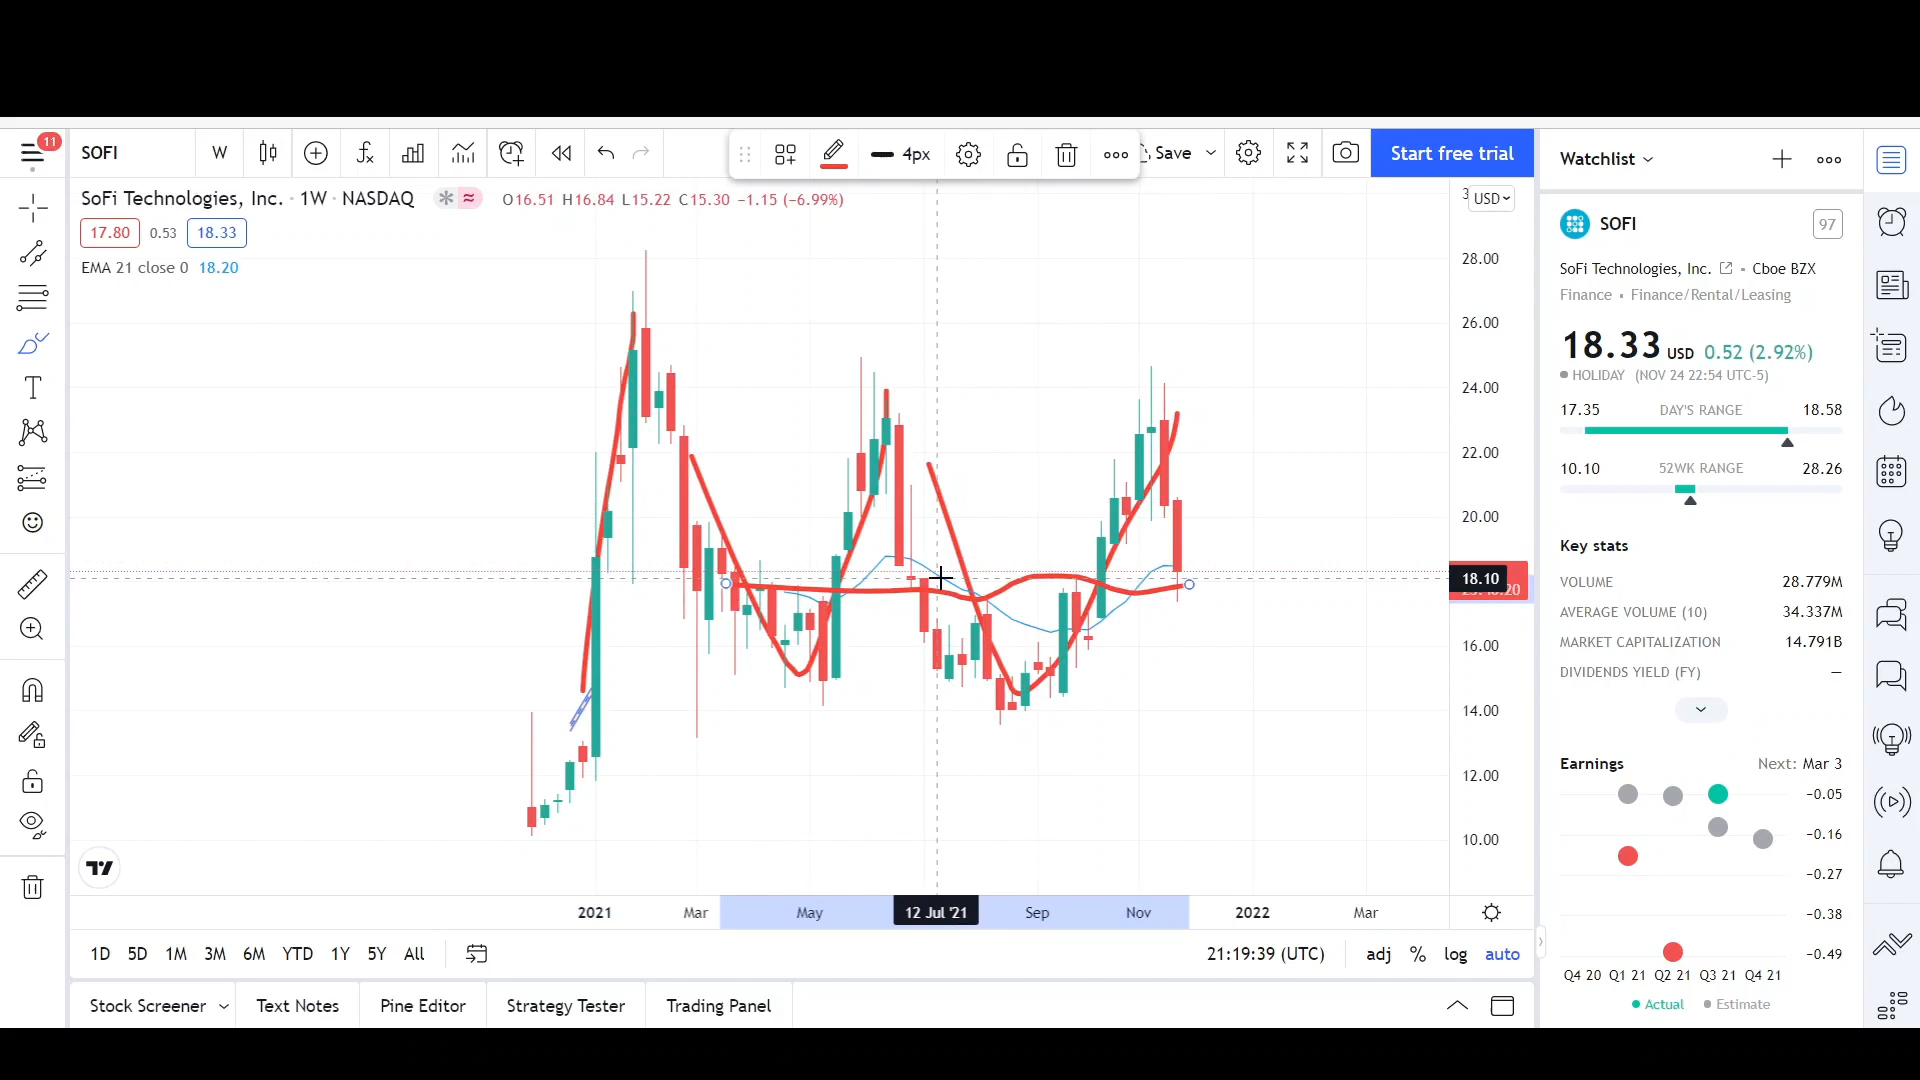 11
SOFI
W
4px
Save
Start free trial
Watchlist
SoFi Technologies, Inc. · 1W · NASDAQ
O16.51 H16.84 L15.22 C15.30 −1.15 (−6.99%)
USD
17.80 0.53 18.33
EMA 21 close 0 18.20
28.00
26.00
24.00
22.00
20.00
18.10
16.00
14.00
12.00
10.00
2021 Mar May 12 Jul '21 Sep Nov 2022 Mar
1D 5D 1M 3M 6M YTD 1Y 5Y All
21:19:39 (UTC) adj % log auto
Stock Screener Text Notes Pine Editor Strategy Tester Trading Panel
SOFI 97
SoFi Technologies, Inc. • Cboe BZX
Finance • Finance/Rental/Leasing
18.33 USD 0.52 (2.92%)
HOLIDAY (NOV 24 22:54 UTC-5)
17.35 DAY'S RANGE 18.58
10.10 52WK RANGE 28.26
Key stats
VOLUME 28.779M
AVERAGE VOLUME (10) 34.337M
MARKET CAPITALIZATION 14.791B
DIVIDENDS YIELD (FY) —
Earnings Next: Mar 3
−0.05
−0.16
−0.27
−0.38
−0.49
Q4 20 Q1 21 Q2 21 Q3 21 Q4 21
Actual Estimate